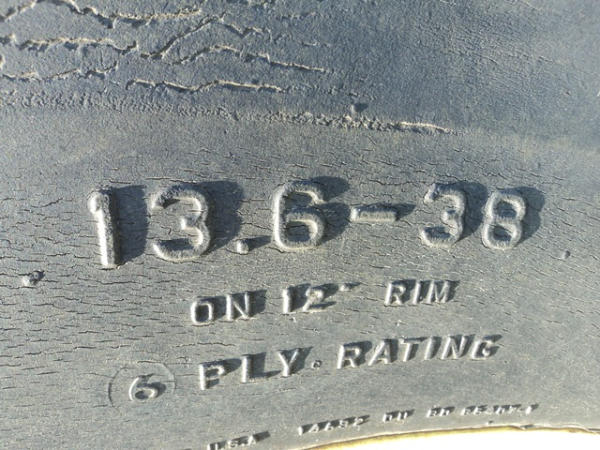 13.6-38
ON 12" RIM
6 PLY. RATING
U.S.A